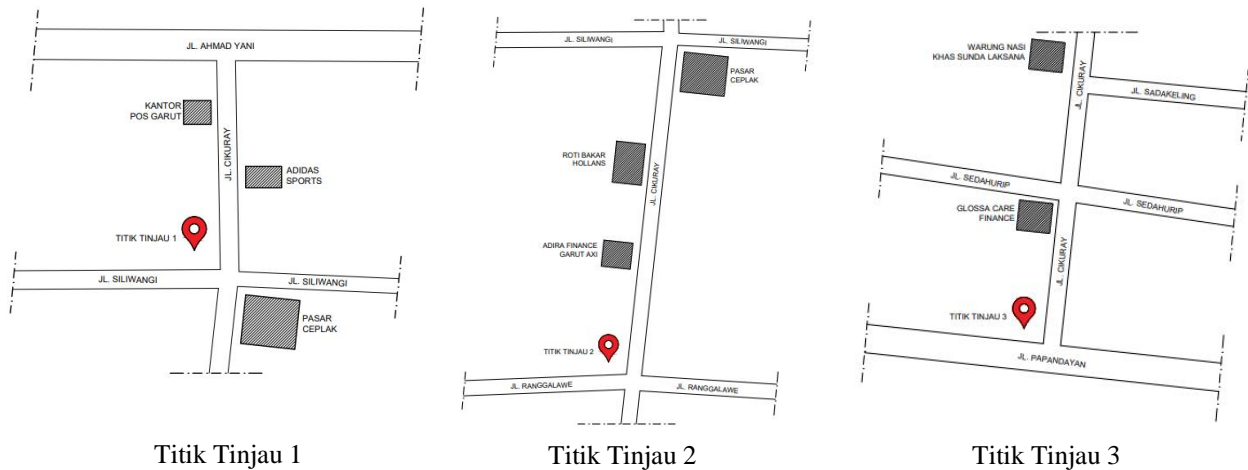 JL. AHMAD YANI
KANTOR
POS GARUT
JL. CIKURAY
ADIDAS
SPORTS
TITIK TINJAU 1
JL. SILIWANGI
JL. SILIWANGI
PASAR
CEPLAK
Titik Tinjau 1
JL. SILIWANGI
JL. SILIWANGI
PASAR
CEPLAK
ROTI BAKAR
HOLLANS
JL. CIKURAY
ADIRA FINANCE
GARUT AXI
TITIK TINJAU 2
JL. RANGGALAWE
JL. RANGGALAWE
Titik Tinjau 2
WARUNG NASI
KHAS SUNDA LAKSANA
JL. CIKURAY
JL. SADAKELING
JL. SEDAHURIP
JL. SEDAHURIP
GLOSSA CARE
FINANCE
JL. CIKURAY
TITIK TINJAU 3
JL. PAPANDAYAN
Titik Tinjau 3